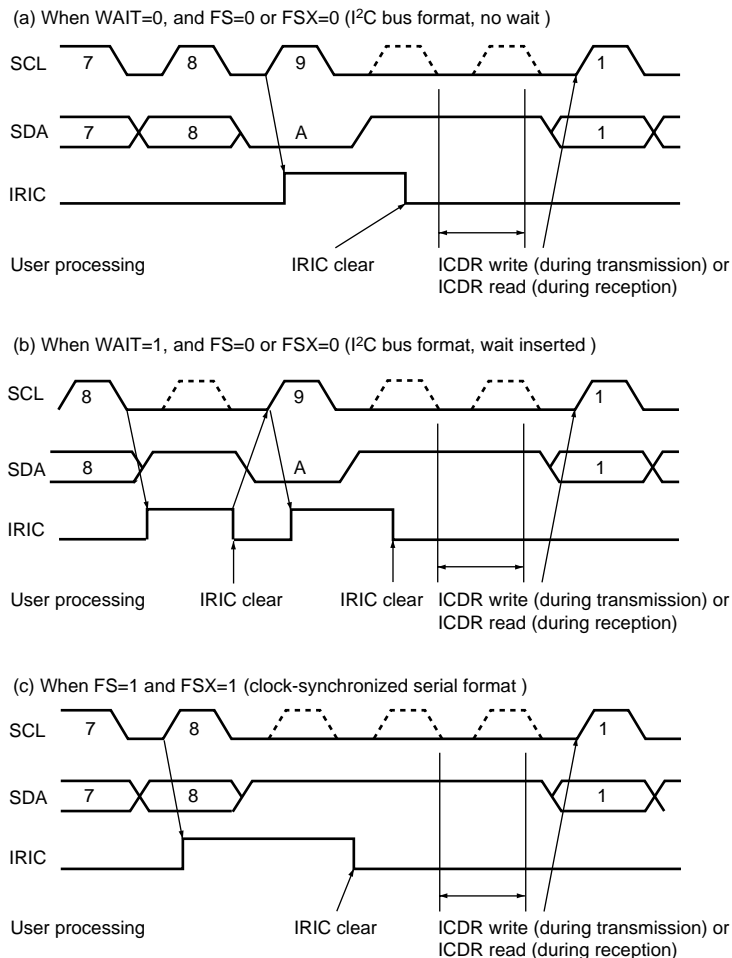 (a) When WAIT=0, and FS=0 or FSX=0 (I²C bus format, no wait )
SCL 7 8 9 1
SDA 7 8 A 1
IRIC
User processing IRIC clear ICDR write (during transmission) or
ICDR read (during reception)
(b) When WAIT=1, and FS=0 or FSX=0 (I²C bus format, wait inserted )
SCL 8 9 1
SDA 8 A 1
IRIC
User processing IRIC clear IRIC clear ICDR write (during transmission) or
ICDR read (during reception)
(c) When FS=1 and FSX=1 (clock-synchronized serial format )
SCL 7 8 1
SDA 7 8 1
IRIC
User processing IRIC clear ICDR write (during transmission) or
ICDR read (during reception)